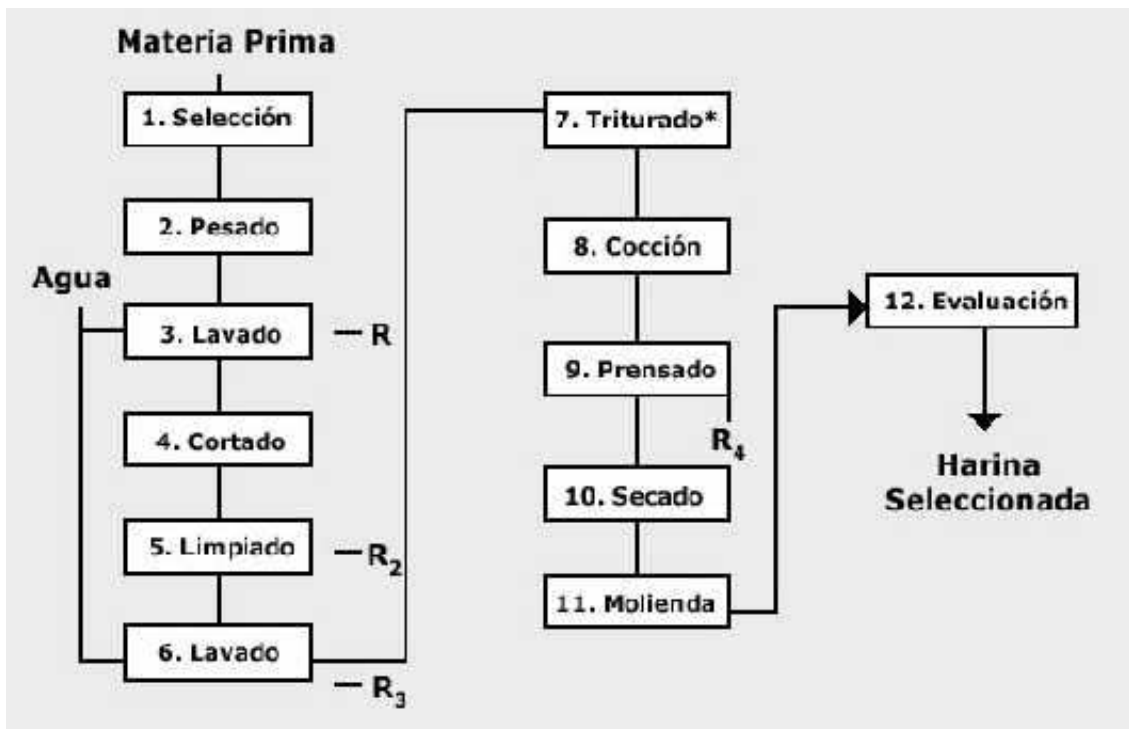 Materia Prima
1. Selección
2. Pesado
Agua
3. Lavado
— R
4. Cortado
5. Limpiado
— R₂
6. Lavado
— R₃
7. Triturado*
8. Cocción
9. Prensado
R₄
10. Secado
11. Molienda
12. Evaluación
Harina
Seleccionada